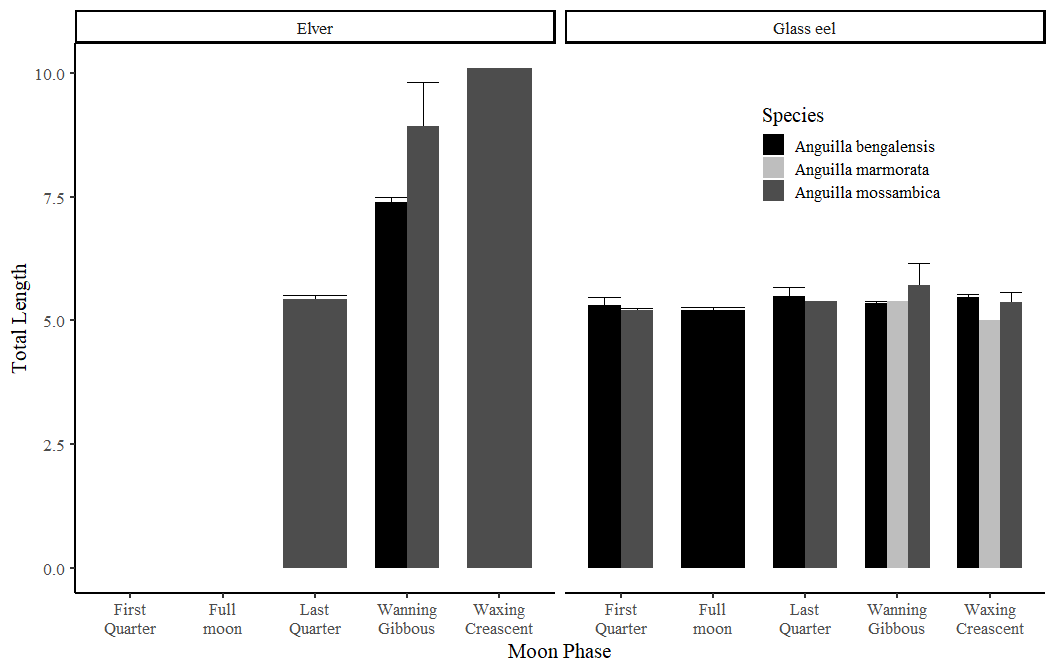 Elver
Glass eel
Species
Anguilla bengalensis
Anguilla marmorata
Anguilla mossambica
Total Length
10.0
7.5
5.0
2.5
0.0
First
Quarter
Full
moon
Last
Quarter
Wanning
Gibbous
Waxing
Creascent
First
Quarter
Full
moon
Last
Quarter
Wanning
Gibbous
Waxing
Creascent
Moon Phase